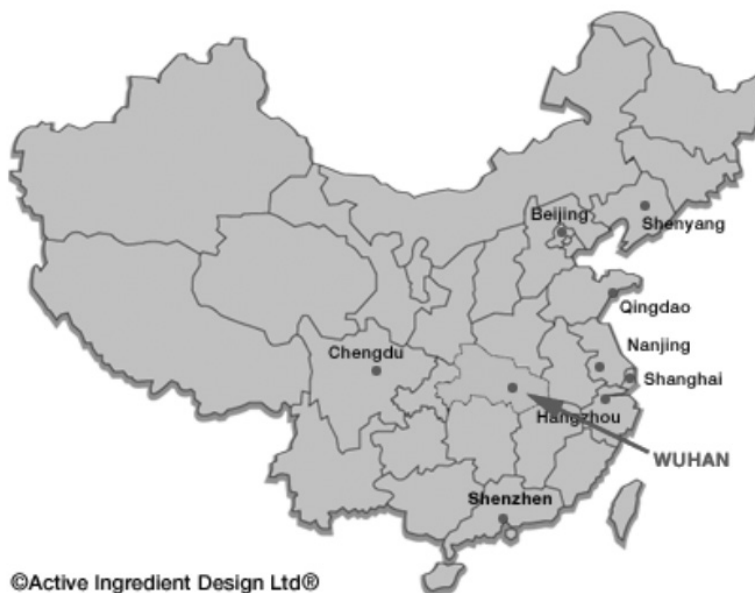 Beijing
Shenyang
Qingdao
Nanjing
Chengdu
Shanghai
Hangzhou
WUHAN
Shenzhen
©Active Ingredient Design Ltd®